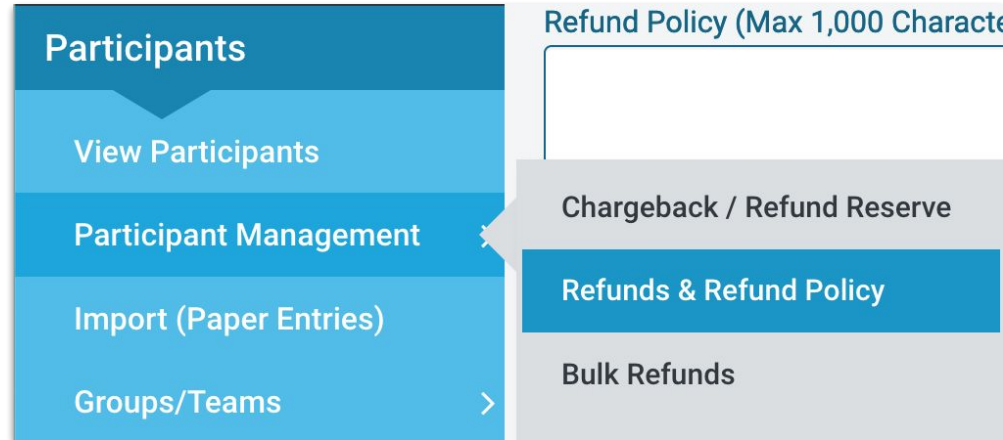 Participants
View Participants
Participant Management
Import (Paper Entries)
Groups/Teams
Refund Policy (Max 1,000
Chargeback / Refund Reserve
Refunds & Refund Policy
Bulk Refunds